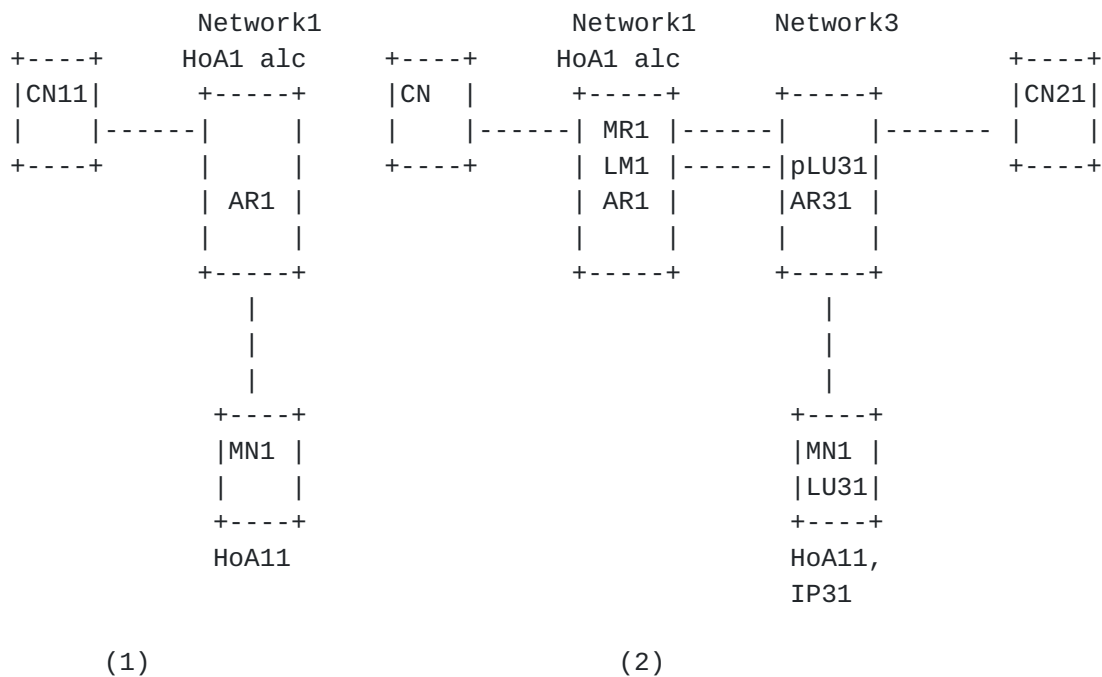 Network1 Network1 Network3
+----+ HoA1 alc +----+ HoA1 alc +----+
|CN11| +-----+ |CN | +-----+ +-----+ |CN21|
| |------| | | |------| MR1 |------| |------- | |
+----+ | | +----+ | LM1 |------|pLU31| +----+
| AR1 | | AR1 | |AR31 |
| | | | | |
+-----+ +-----+ +-----+
| |
| |
| |
+----+ +----+
|MN1 | |MN1 |
| | |LU31|
+----+ +----+
HoA11 HoA11,
IP31
(1) (2)